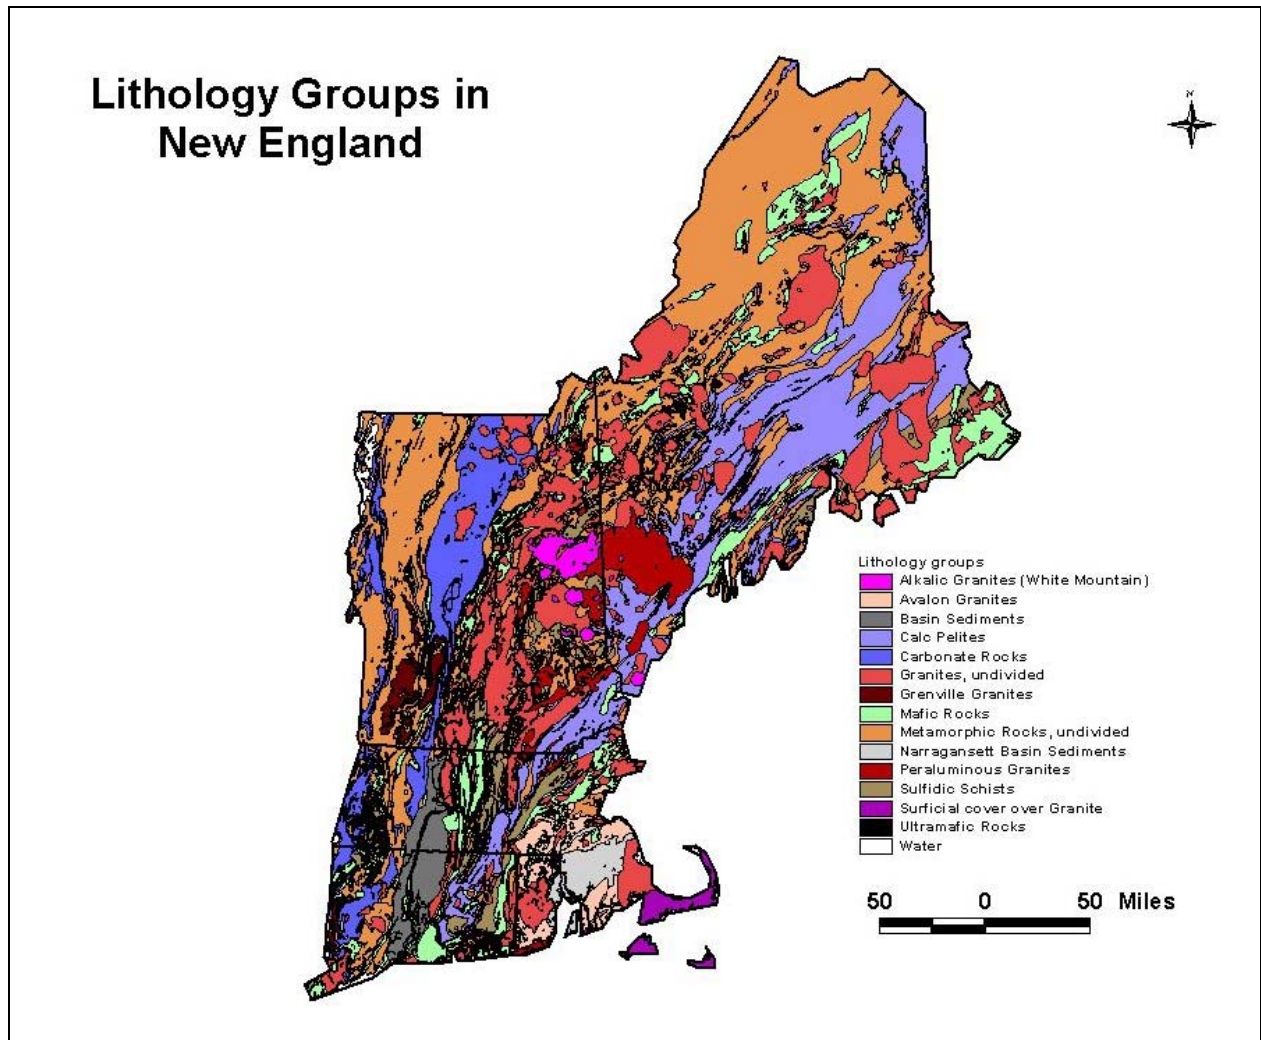 Lithology Groups in
New England
N
Lithology groups
Alkalic Granites (White Mountain)
Avalon Granites
Basin Sediments
Calc Pelites
Carbonate Rocks
Granites, undivided
Grenville Granites
Mafic Rocks
Metamorphic Rocks, undivided
Narragansett Basin Sediments
Peraluminous Granites
Sulfidic Schists
Surficial cover over Granite
Ultramafic Rocks
Water
50 0 50 Miles